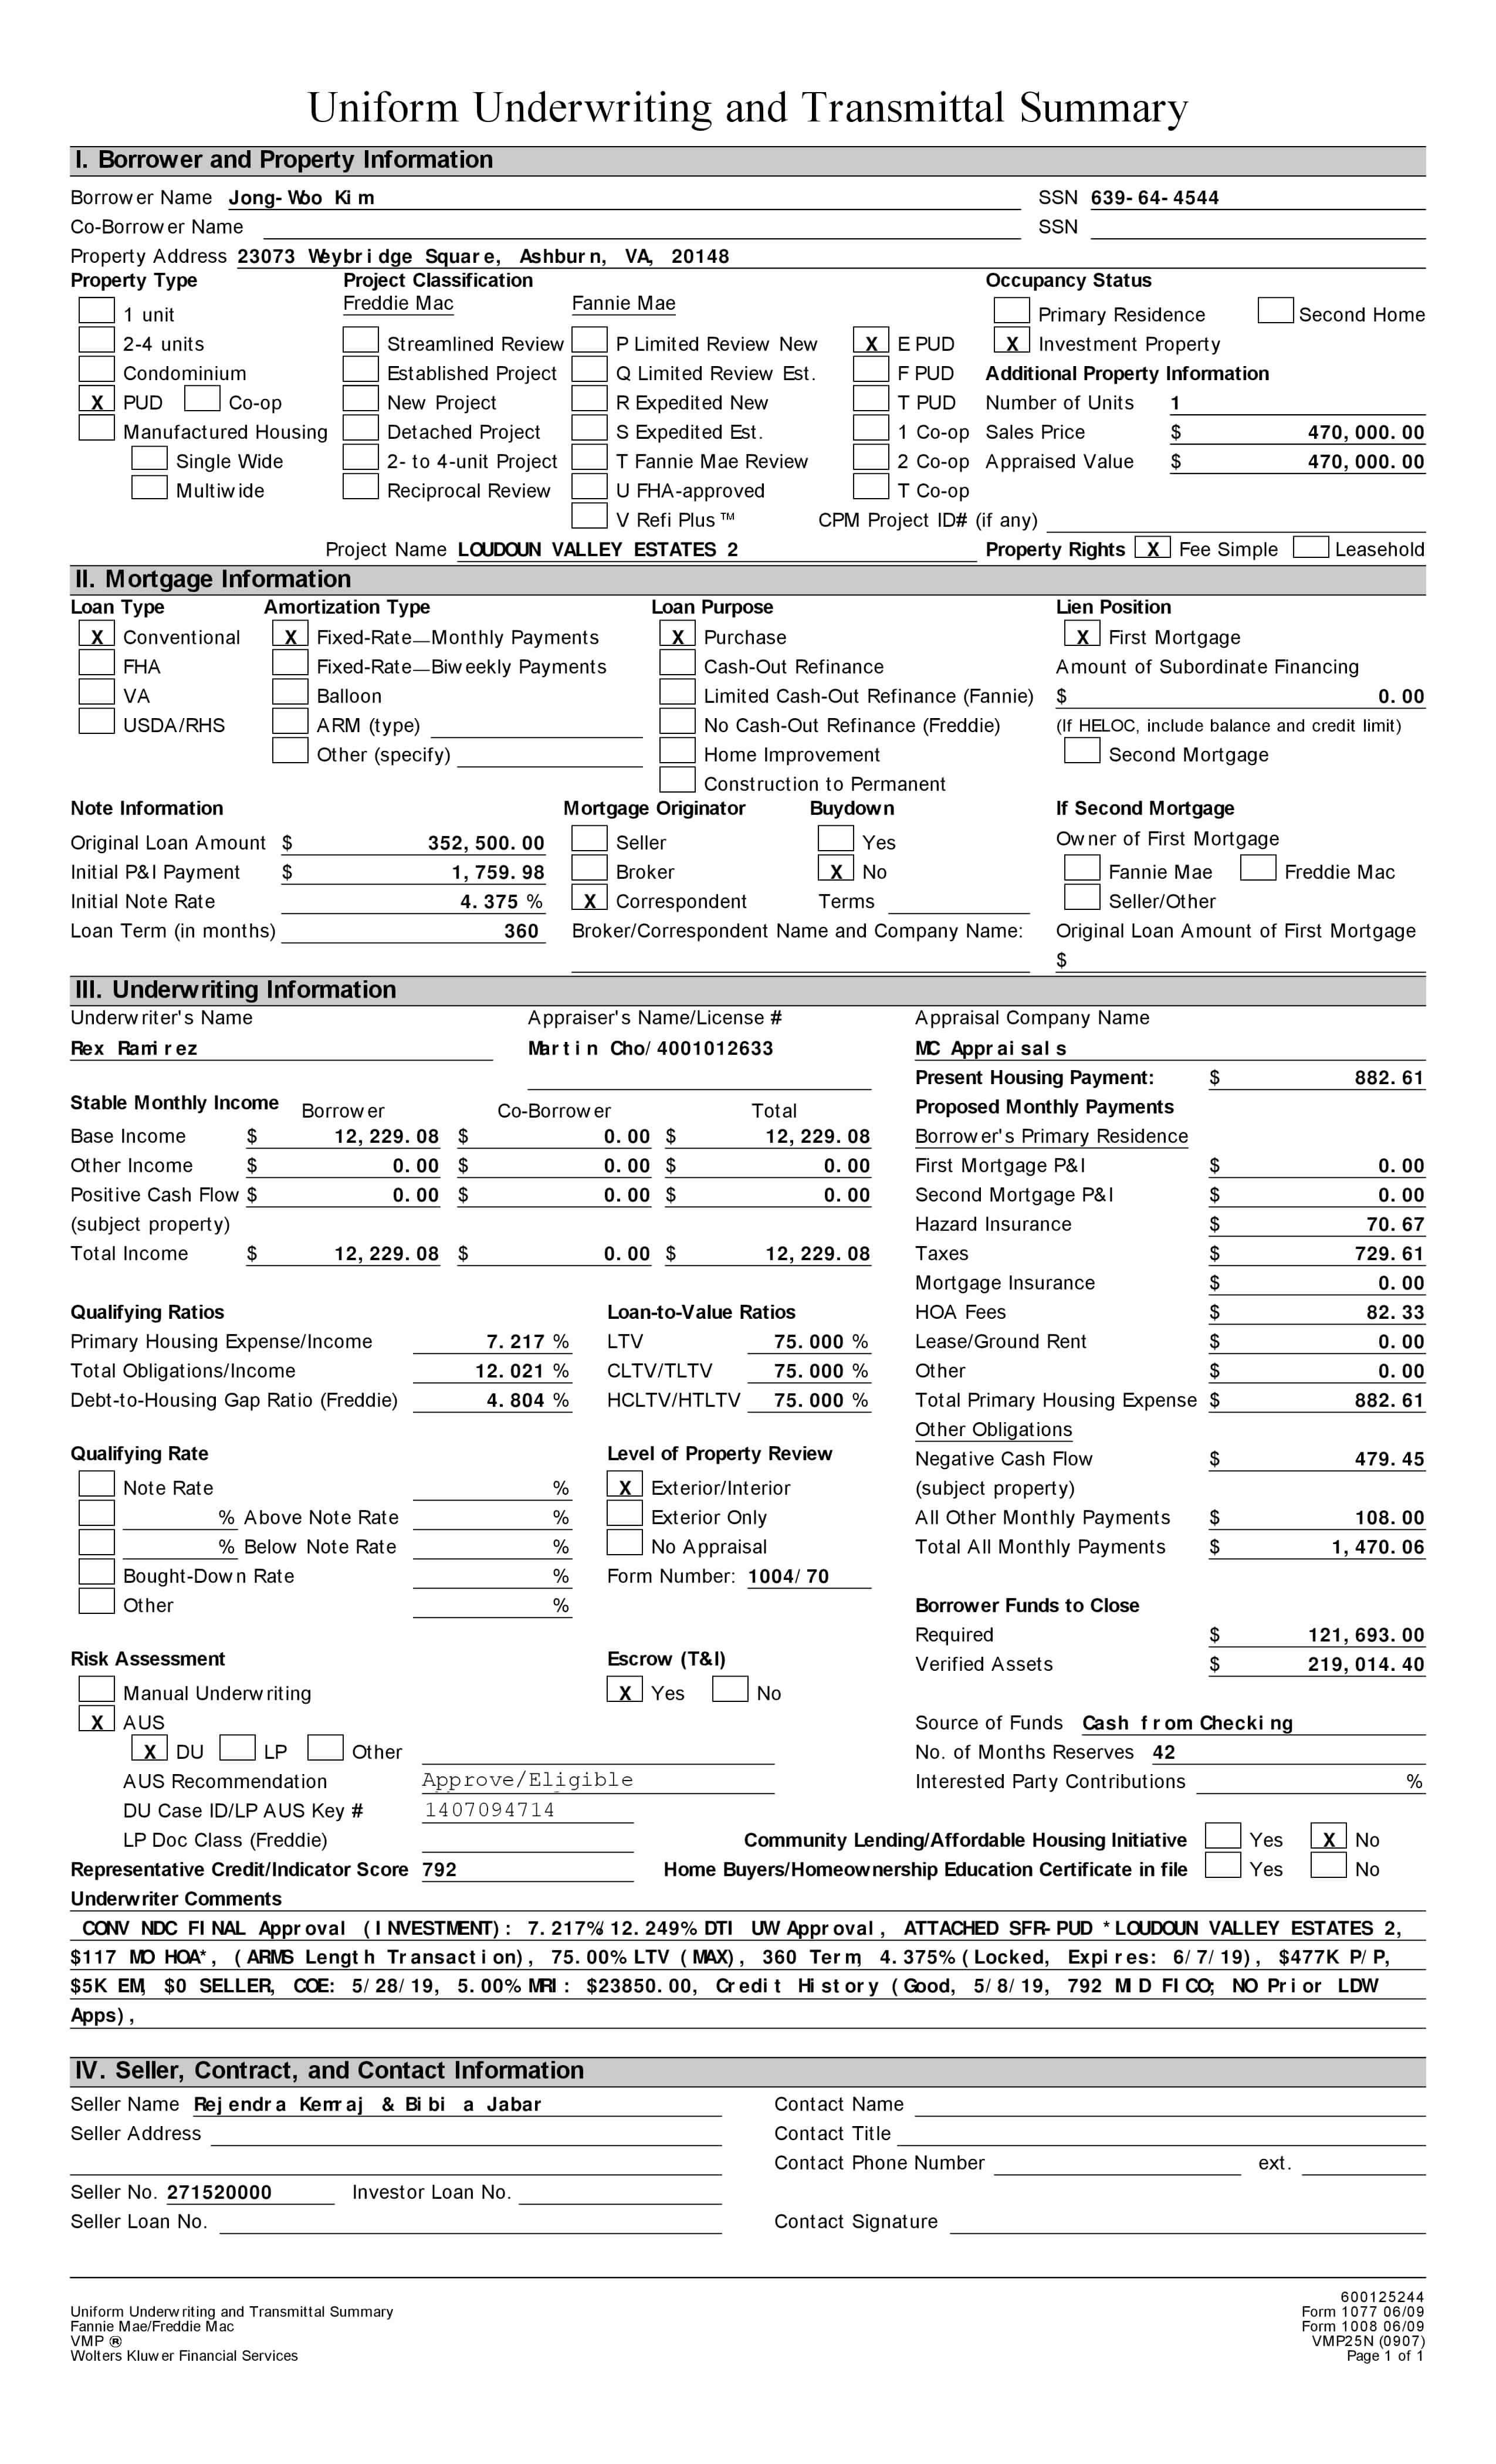 Uniform Underwriting and Transmittal Summary
I. Borrower and Property Information
Borrower Name Jong-Woo Kim SSN 639-64-4544
Co-Borrower Name SSN
Property Address 23073 Weybridge Square, Ashburn, VA, 20148
Property Type Project Classification Occupancy Status
Freddie Mac Fannie Mae
1 unit Primary Residence Second Home
2-4 units Streamlined Review P Limited Review New X E PUD X Investment Property
Condominium Established Project Q Limited Review Est. F PUD Additional Property Information
X PUD Co-op New Project R Expedited New T PUD Number of Units 1
Manufactured Housing Detached Project S Expedited Est. 1 Co-op Sales Price $ 470,000.00
Single Wide 2- to 4-unit Project T Fannie Mae Review 2 Co-op Appraised Value $ 470,000.00
Multiwide Reciprocal Review U FHA-approved T Co-op
V Refi Plus™ CPM Project ID# (if any)
Project Name LOUDOUN VALLEY ESTATES 2 Property Rights X Fee Simple Leasehold
II. Mortgage Information
Loan Type Amortization Type Loan Purpose Lien Position
X Conventional X Fixed-Rate—Monthly Payments X Purchase X First Mortgage
FHA Fixed-Rate—Biweekly Payments Cash-Out Refinance Amount of Subordinate Financing
VA Balloon Limited Cash-Out Refinance (Fannie) $ 0.00
USDA/RHS ARM (type) No Cash-Out Refinance (Freddie) (If HELOC, include balance and credit limit)
Other (specify) Home Improvement Second Mortgage
Construction to Permanent
Note Information Mortgage Originator Buydown If Second Mortgage
Original Loan Amount $ 352,500.00 Seller Yes Owner of First Mortgage
Initial P&I Payment $ 1,759.98 Broker X No Fannie Mae Freddie Mac
Initial Note Rate 4.375 % X Correspondent Terms Seller/Other
Loan Term (in months) 360 Broker/Correspondent Name and Company Name: Original Loan Amount of First Mortgage
$
III. Underwriting Information
Underwriter's Name Appraiser's Name/License # Appraisal Company Name
Rex Ramirez Martin Cho/4001012633 MC Appraisals
Present Housing Payment: $ 882.61
Stable Monthly Income Borrower Co-Borrower Total Proposed Monthly Payments
Base Income $ 12,229.08 $ 0.00 $ 12,229.08 Borrower's Primary Residence
Other Income $ 0.00 $ 0.00 $ 0.00 First Mortgage P&I $ 0.00
Positive Cash Flow $ 0.00 $ 0.00 $ 0.00 Second Mortgage P&I $ 0.00
(subject property) Hazard Insurance $ 70.67
Total Income $ 12,229.08 $ 0.00 $ 12,229.08 Taxes $ 729.61
Mortgage Insurance $ 0.00
Qualifying Ratios Loan-to-Value Ratios HOA Fees $ 82.33
Primary Housing Expense/Income 7.217 % LTV 75.000 % Lease/Ground Rent $ 0.00
Total Obligations/Income 12.021 % CLTV/TLTV 75.000 % Other $ 0.00
Debt-to-Housing Gap Ratio (Freddie) 4.804 % HCLTV/HTLTV 75.000 % Total Primary Housing Expense $ 882.61
Other Obligations
Qualifying Rate Level of Property Review Negative Cash Flow $ 479.45
Note Rate % X Exterior/Interior (subject property)
% Above Note Rate % Exterior Only All Other Monthly Payments $ 108.00
% Below Note Rate % No Appraisal Total All Monthly Payments $ 1,470.06
Bought-Down Rate % Form Number: 1004/70
Other % Borrower Funds to Close
Required $ 121,693.00
Risk Assessment Escrow (T&I) Verified Assets $ 219,014.40
Manual Underwriting X Yes No
X AUS Source of Funds Cash from Checking
X DU LP Other No. of Months Reserves 42
AUS Recommendation Approve/Eligible Interested Party Contributions %
DU Case ID/LP AUS Key # 1407094714
LP Doc Class (Freddie) Community Lending/Affordable Housing Initiative Yes X No
Representative Credit/Indicator Score 792 Home Buyers/Homeownership Education Certificate in file Yes No
Underwriter Comments
CONV NDC FINAL Approval (INVESTMENT): 7.217%/12.249% DTI UW Approval, ATTACHED SFR-PUD *LOUDOUN VALLEY ESTATES 2,
$117 MO HOA*, (ARMS Length Transaction), 75.00% LTV (MAX), 360 Term, 4.375% (Locked, Expires: 6/7/19), $477K P/P,
$5K EM, $0 SELLER, COE: 5/28/19, 5.00% MRI: $23850.00, Credit History (Good, 5/8/19, 792 MID FICO; NO Prior LDW
Apps),
IV. Seller, Contract, and Contact Information
Seller Name Rejendra Kemraj & Bibi a Jabar Contact Name
Seller Address Contact Title
Contact Phone Number ext.
Seller No. 271520000 Investor Loan No.
Seller Loan No. Contact Signature
600125244
Uniform Underwriting and Transmittal Summary Form 1077 06/09
Fannie Mae/Freddie Mac Form 1008 06/09
VMP ® VMP25N (0907)
Wolters Kluwer Financial Services Page 1 of 1